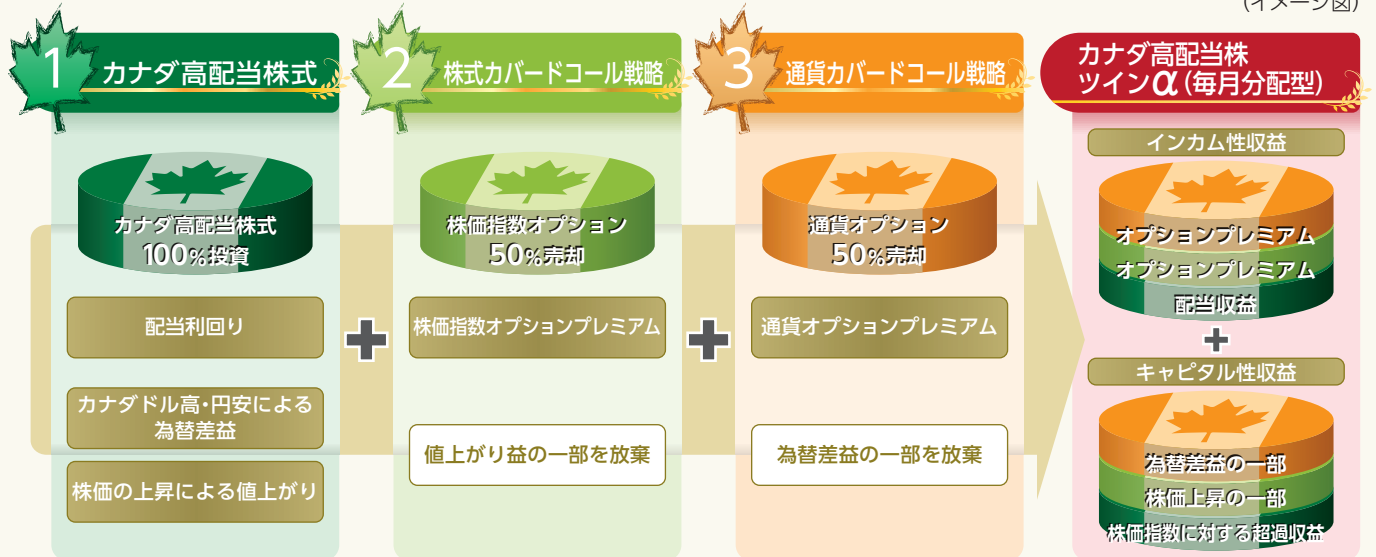 (イメージ図)
1 カナダ高配当株式
カナダ高配当株式
100%投資
配当利回り
カナダドル高・円安による
為替差益
株価の上昇による値上がり
+
2 株式カバードコール戦略
株価指数オプション
50%売却
株価指数オプションプレミアム
値上がり益の一部を放棄
+
3 通貨カバードコール戦略
通貨オプション
50%売却
通貨オプションプレミアム
為替差益の一部を放棄
カナダ高配当株
ツインα(毎月分配型)
インカム性収益
オプションプレミアム
オプションプレミアム
配当収益
+
キャピタル性収益
為替差益の一部
株価上昇の一部
株価指数に対する超過収益